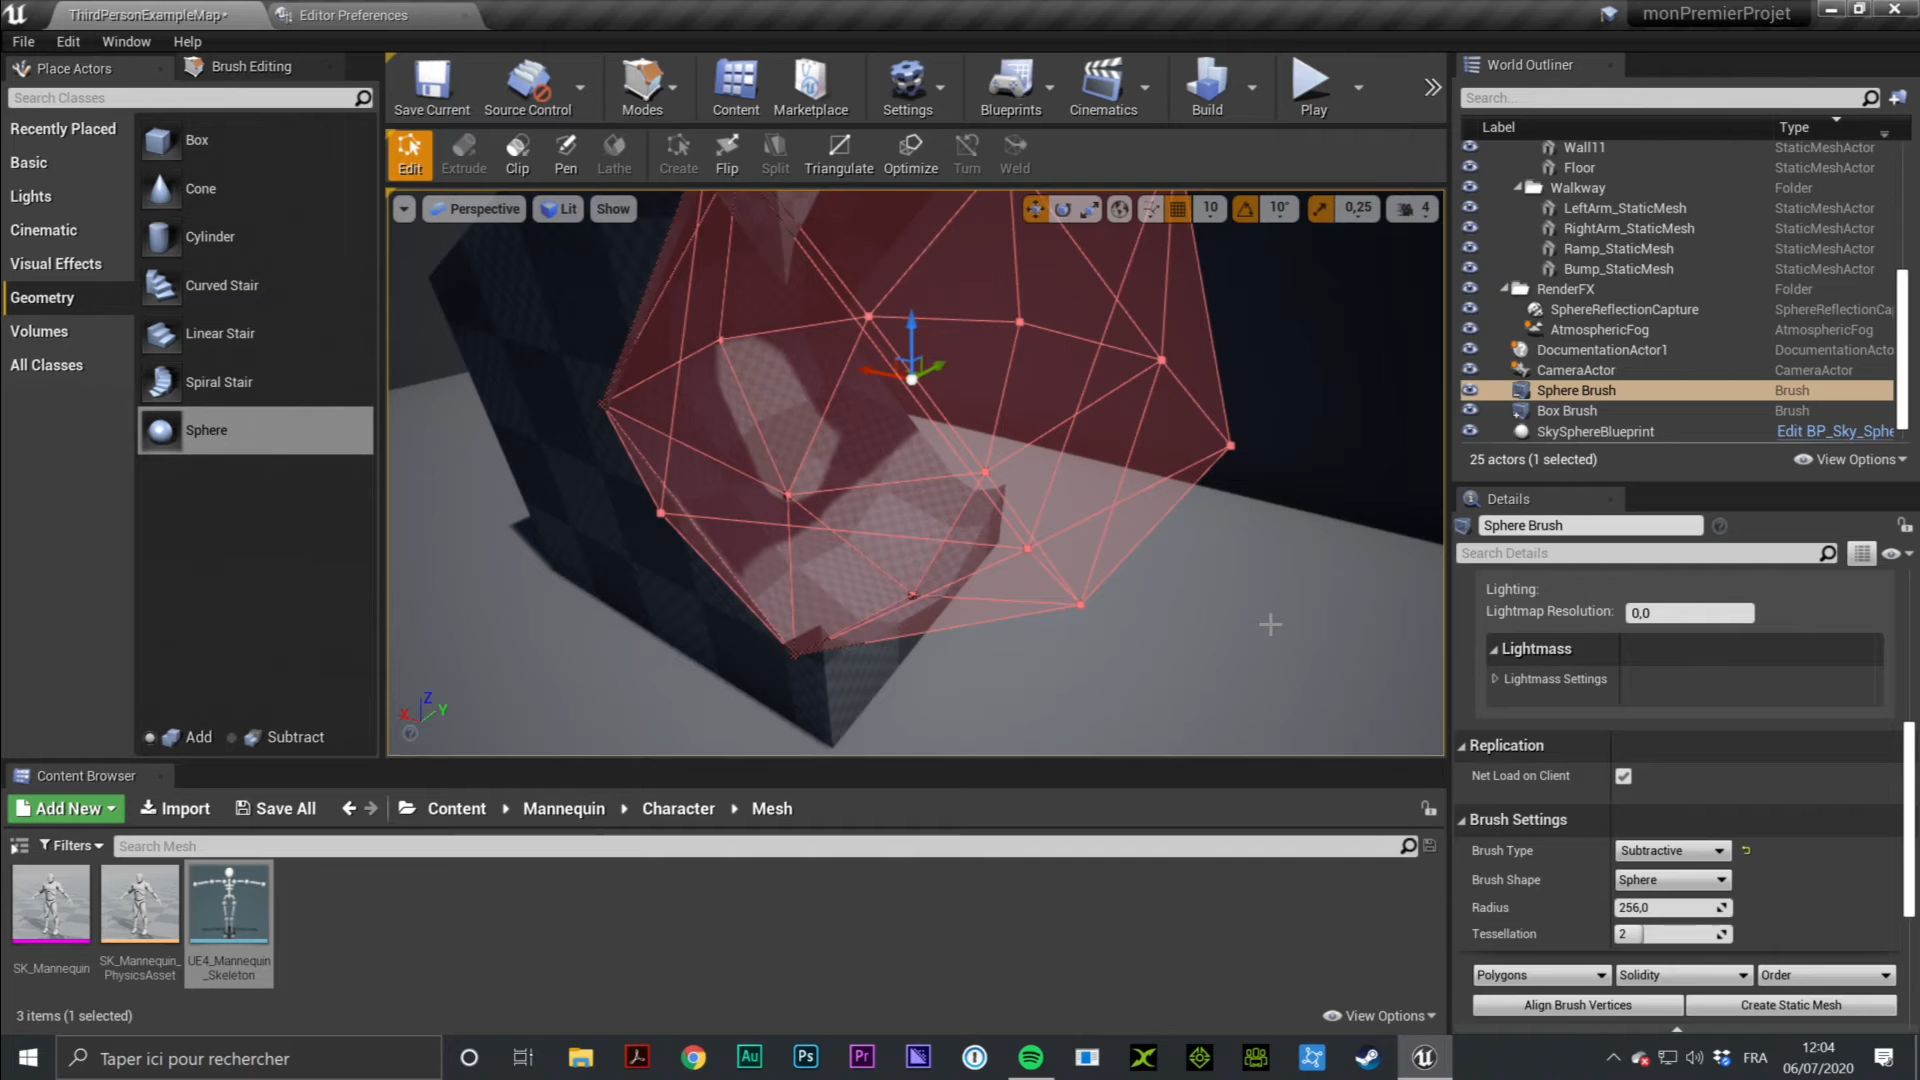 ThirdPersonExampleMap*
Editor Preferences
monPremierProjet
File Edit Window Help
Place Actors
Brush Editing
Search Classes
Recently Placed
Basic
Lights
Cinematic
Visual Effects
Geometry
Volumes
All Classes
Box
Cone
Cylinder
Curved Stair
Linear Stair
Spiral Stair
Sphere
Add Subtract
Save Current Source Control Modes Content Marketplace Settings Blueprints Cinematics Build Play
Edit Extrude Clip Pen Lathe Create Flip Split Triangulate Optimize Turn Weld
Perspective Lit Show 10 10° 0,25 4
Z
X Y
World Outliner
Search...
Label Type
Wall11 StaticMeshActor
Floor StaticMeshActor
Walkway Folder
LeftArm_StaticMesh StaticMeshActor
RightArm_StaticMesh StaticMeshActor
Ramp_StaticMesh StaticMeshActor
Bump_StaticMesh StaticMeshActor
RenderFX Folder
SphereReflectionCapture SphereReflectionCa
AtmosphericFog AtmosphericFog
DocumentationActor1 DocumentationActo
CameraActor CameraActor
Sphere Brush Brush
Box Brush Brush
SkySphereBlueprint Edit BP_Sky_Sphe
25 actors (1 selected) View Options
Details
Sphere Brush
Search Details
Lighting:
Lightmap Resolution: 0,0
Lightmass
Lightmass Settings
Replication
Net Load on Client
Brush Settings
Brush Type Subtractive
Brush Shape Sphere
Radius 256,0
Tessellation 2
Polygons Solidity Order
Align Brush Vertices Create Static Mesh
Content Browser
Add New Import Save All Content Mannequin Character Mesh
Filters Search Mesh
SK_Mannequin
SK_Mannequin_
PhysicsAsset
UE4_Mannequin
_Skeleton
3 items (1 selected) View Options
Taper ici pour rechercher
Au Ps Pr
FRA
12:04
06/07/2020